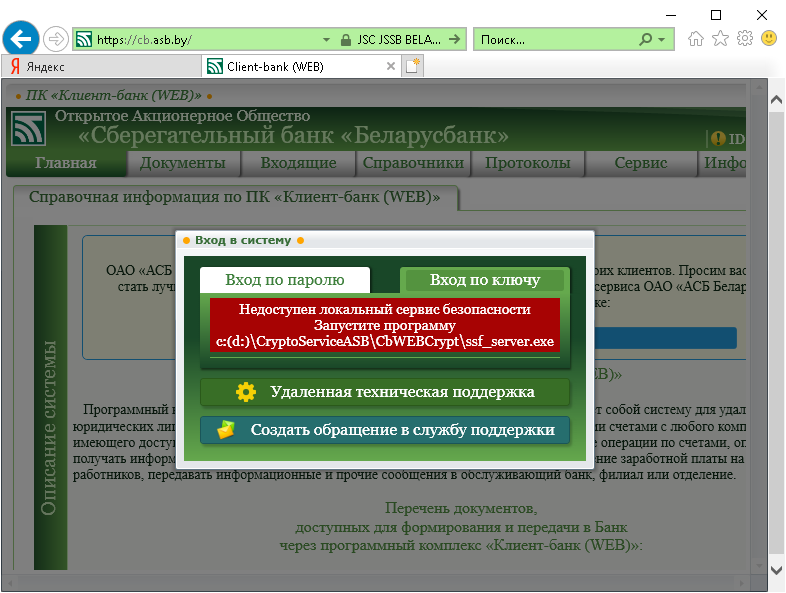 https://cb.asb.by/
JSC JSSB BELA...
Поиск...
Яндекс
Client-bank (WEB)
ПК «Клиент-банк (WEB)»
Открытое Акционерное Общество
«Сберегательный банк «Беларусбанк»
ID
Главная
Документы
Входящие
Справочники
Протоколы
Сервис
Инфо
Справочная информация по ПК «Клиент-банк (WEB)»
Вход в систему
ОАО «АСБ
их клиентов. Просим вас
стать лучш
сервиса ОАО «АСБ Белар
ке:
Вход по паролю
Вход по ключу
Недоступен локальный сервис безопасности
Запустите программу
c:(d:)\CryptoServiceASB\CbWEBCrypt\ssf_server.exe
Удаленная техническая поддержка
Создать обращение в службу поддержки
Описание системы
EB)»
Программный к
ет собой систему для удал
юридических ли
и счетами с любого комп
имеющего досту
е операции по счетами, оп
получать информ
ние заработной платы на
работников, передавать информационные и прочие сообщения в обслуживающий банк, филиал или отделение.
Перечень документов,
доступных для формирования и передачи в Банк
через программный комплекс «Клиент-банк (WEB)»: